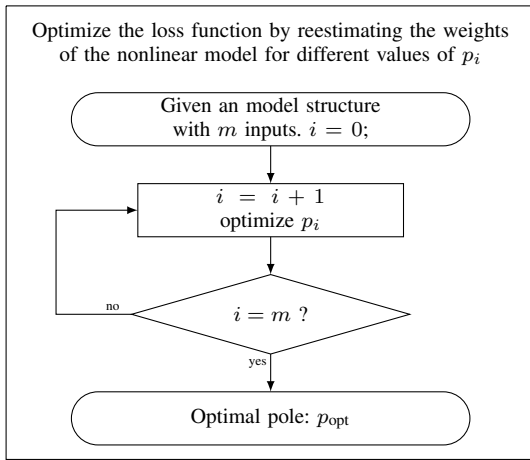 Optimize the loss function by reestimating the weights
of the nonlinear model for different values of p_i
Given an model structure
with m inputs. i = 0;
i = i + 1
optimize p_i
no
i = m ?
yes
Optimal pole: p_opt